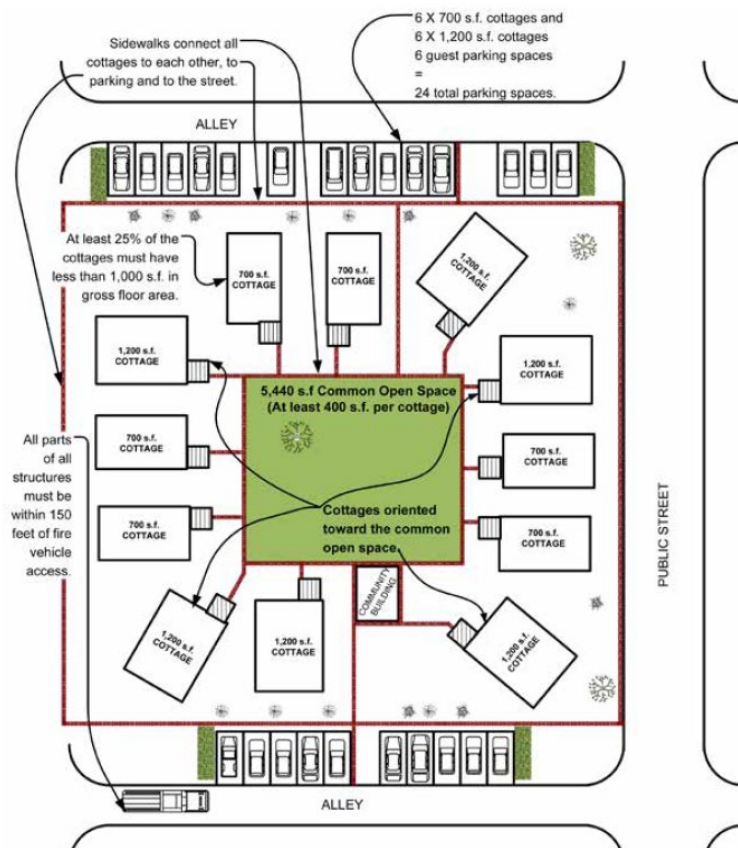 6 X 700 s.f. cottages and
6 X 1,200 s.f. cottages
6 guest parking spaces
=
24 total parking spaces.
Sidewalks connect all
cottages to each other, to
parking and to the street.
ALLEY
At least 25% of the
cottages must have
less than 1,000 s.f. in
gross floor area.
700 s.f.
COTTAGE
700 s.f.
COTTAGE
1,200 s.f.
COTTAGE
1,200 s.f.
COTTAGE
1,200 s.f.
COTTAGE
5,440 s.f Common Open Space
(At least 400 s.f. per cottage)
All parts
of all
structures
must be
within 150
feet of fire
vehicle
access.
700 s.f.
COTTAGE
700 s.f.
COTTAGE
700 s.f.
COTTAGE
700 s.f.
COTTAGE
Cottages oriented
toward the common
open space.
PUBLIC STREET
COMMUNITY
BUILDING
1,200 s.f.
COTTAGE
1,200 s.f.
COTTAGE
1,200 s.f.
COTTAGE
ALLEY